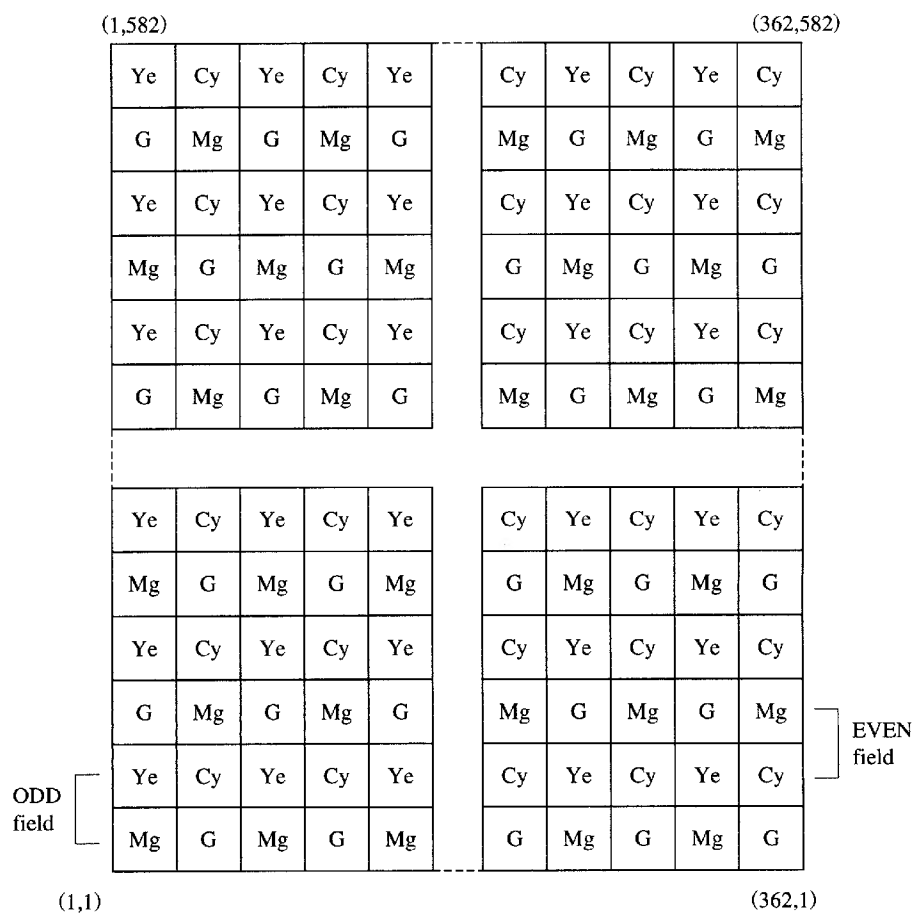 (1,582) (362,582)
Ye Cy Ye Cy Ye Cy Ye Cy Ye Cy
G Mg G Mg G Mg G Mg G Mg
Ye Cy Ye Cy Ye Cy Ye Cy Ye Cy
Mg G Mg G Mg G Mg G Mg G
Ye Cy Ye Cy Ye Cy Ye Cy Ye Cy
G Mg G Mg G Mg G Mg G Mg
Ye Cy Ye Cy Ye Cy Ye Cy Ye Cy
Mg G Mg G Mg G Mg G Mg G
Ye Cy Ye Cy Ye Cy Ye Cy Ye Cy
G Mg G Mg G Mg G Mg G Mg
EVEN
field
Ye Cy Ye Cy Ye Cy Ye Cy Ye Cy
ODD
field
Mg G Mg G Mg G Mg G Mg G
(1,1) (362,1)